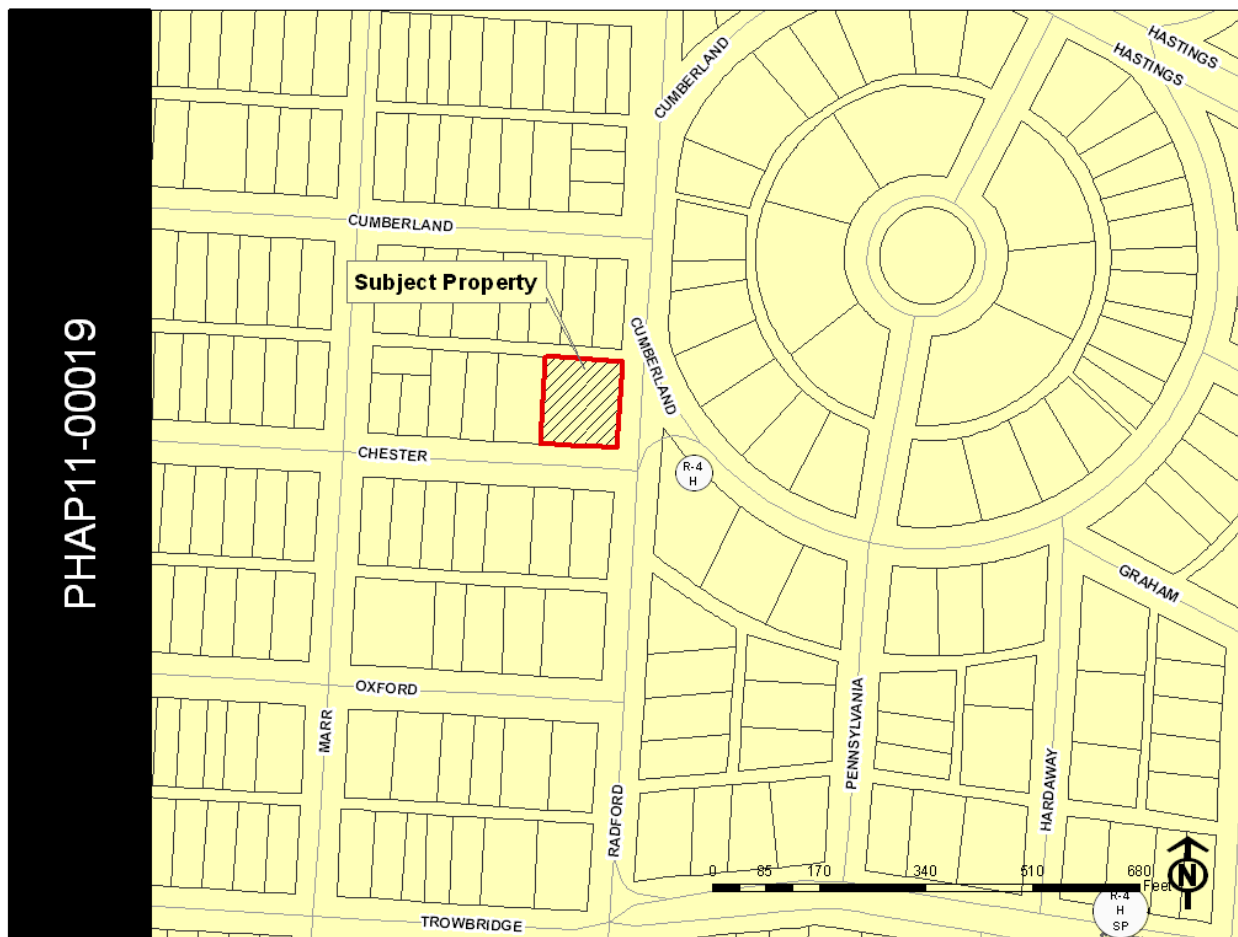 PHAP11-00019
HASTINGS
HASTINGS
CUMBERLAND
CUMBERLAND
Subject Property
CUMBERLAND
CHESTER
R-4
H
GRAHAM
OXFORD
MARR
PENNSYLVANIA
HARDAWAY
RADFORD
0 85 170 340 510 680
Feet
N
R-4
H
SP
TROWBRIDGE